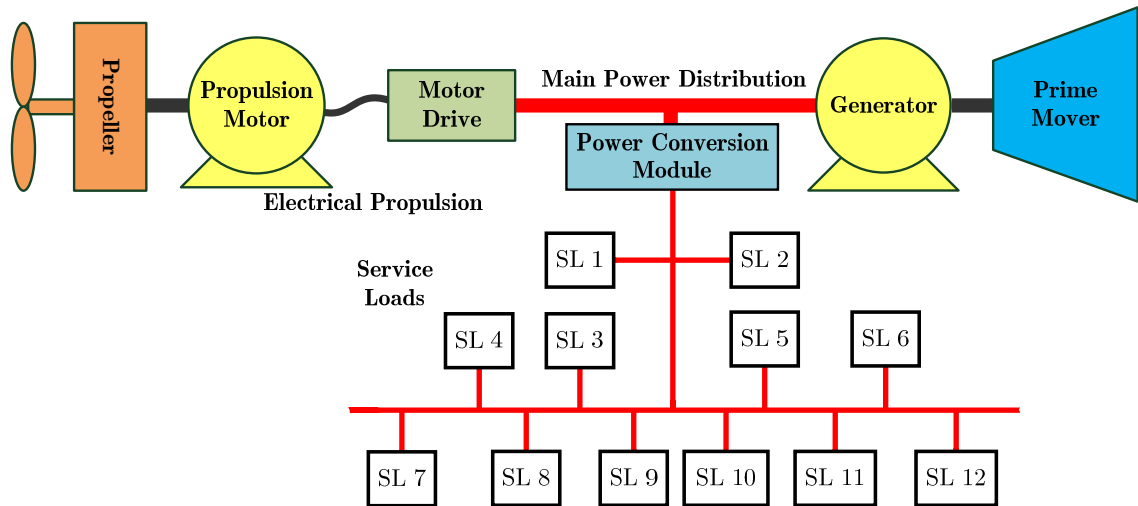 Propeller
Propulsion
Motor
Motor
Drive
Main Power Distribution
Generator
Prime
Mover
Power Conversion
Module
Electrical Propulsion
Service
Loads
SL 1
SL 2
SL 4
SL 3
SL 5
SL 6
SL 7
SL 8
SL 9
SL 10
SL 11
SL 12